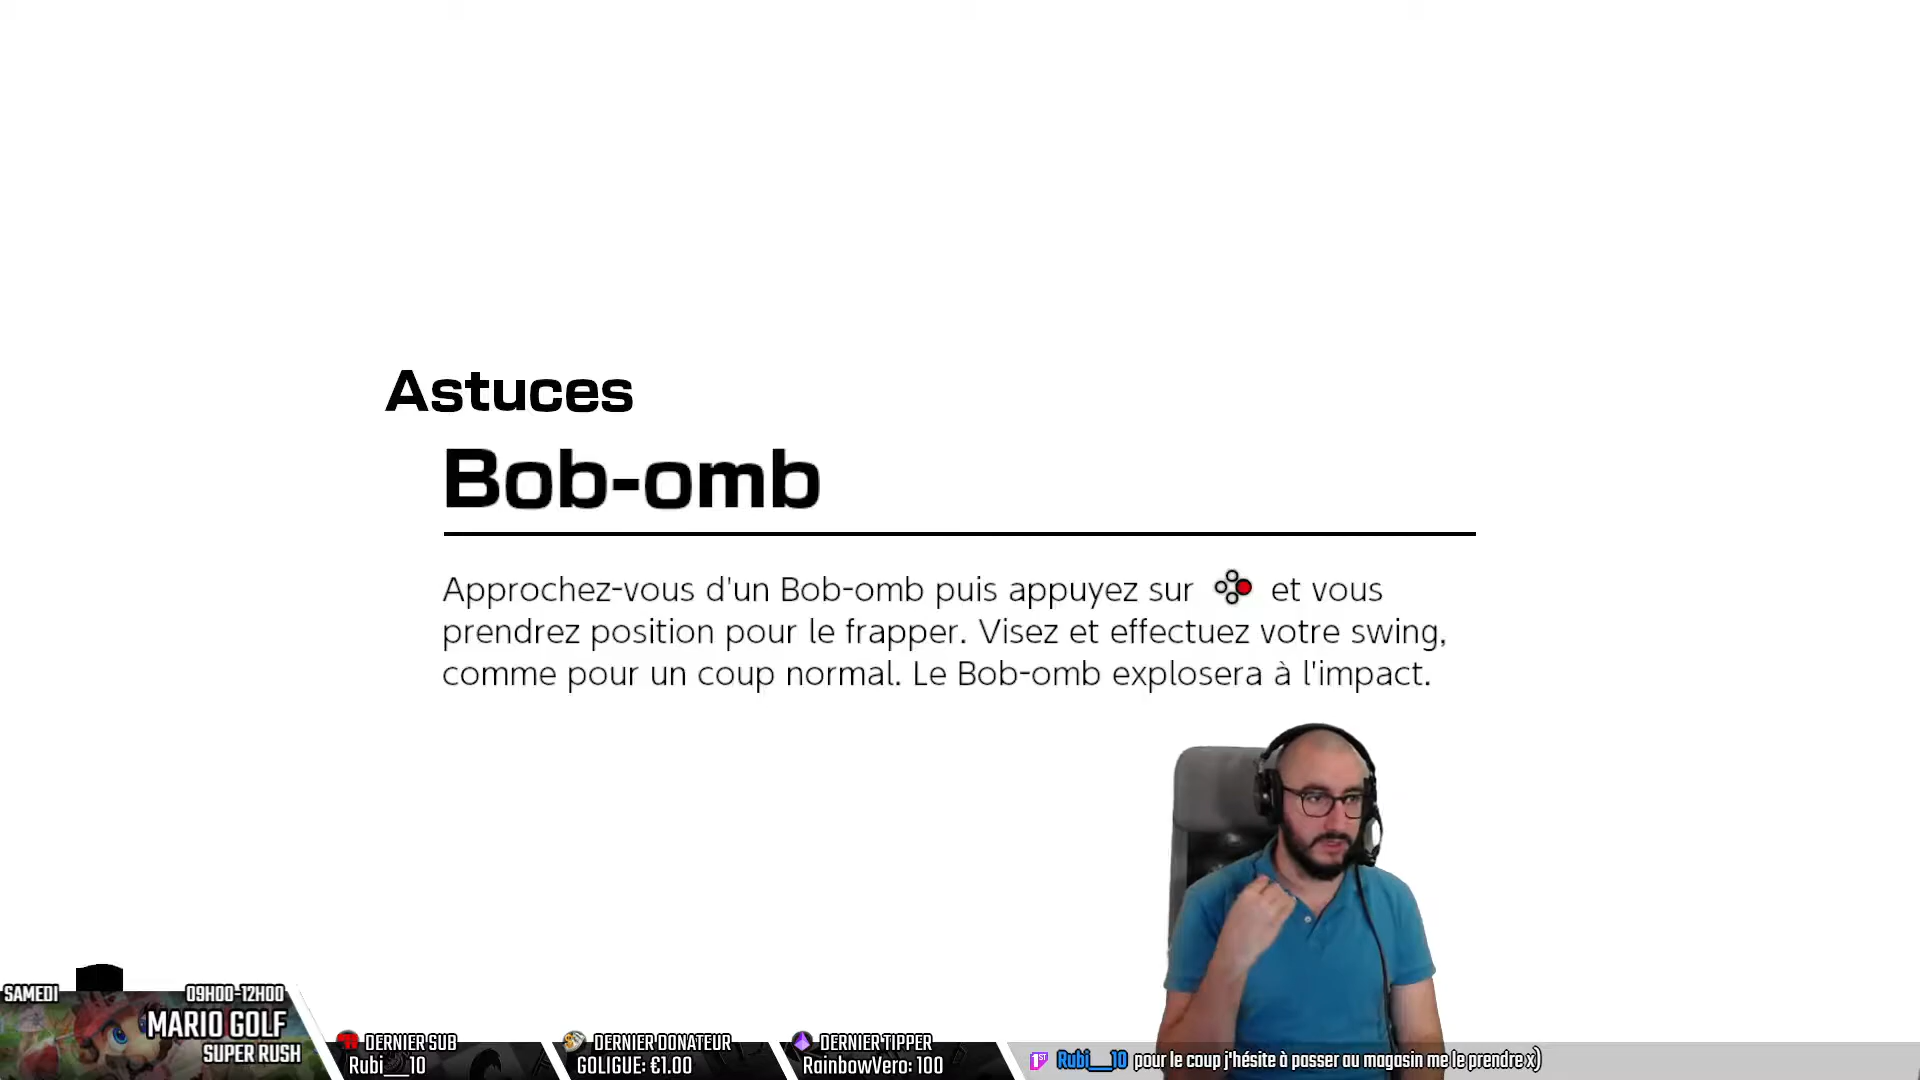 Astuces
Bob-omb
Approchez-vous d'un Bob-omb puis appuyez sur et vous
prendrez position pour le frapper. Visez et effectuez votre swing,
comme pour un coup normal. Le Bob-omb explosera à l'impact.
SAMEDI 09H00-12H00
MARIO GOLF
SUPER RUSH
DERNIER SUB
Rubi__10
DERNIER DONATEUR
GOLIGUE: €1.00
DERNIER TIPPER
RainbowVero: 100
1ST Rubi__10 pour le coup j'hésite à passer au magasin me le prendre x)